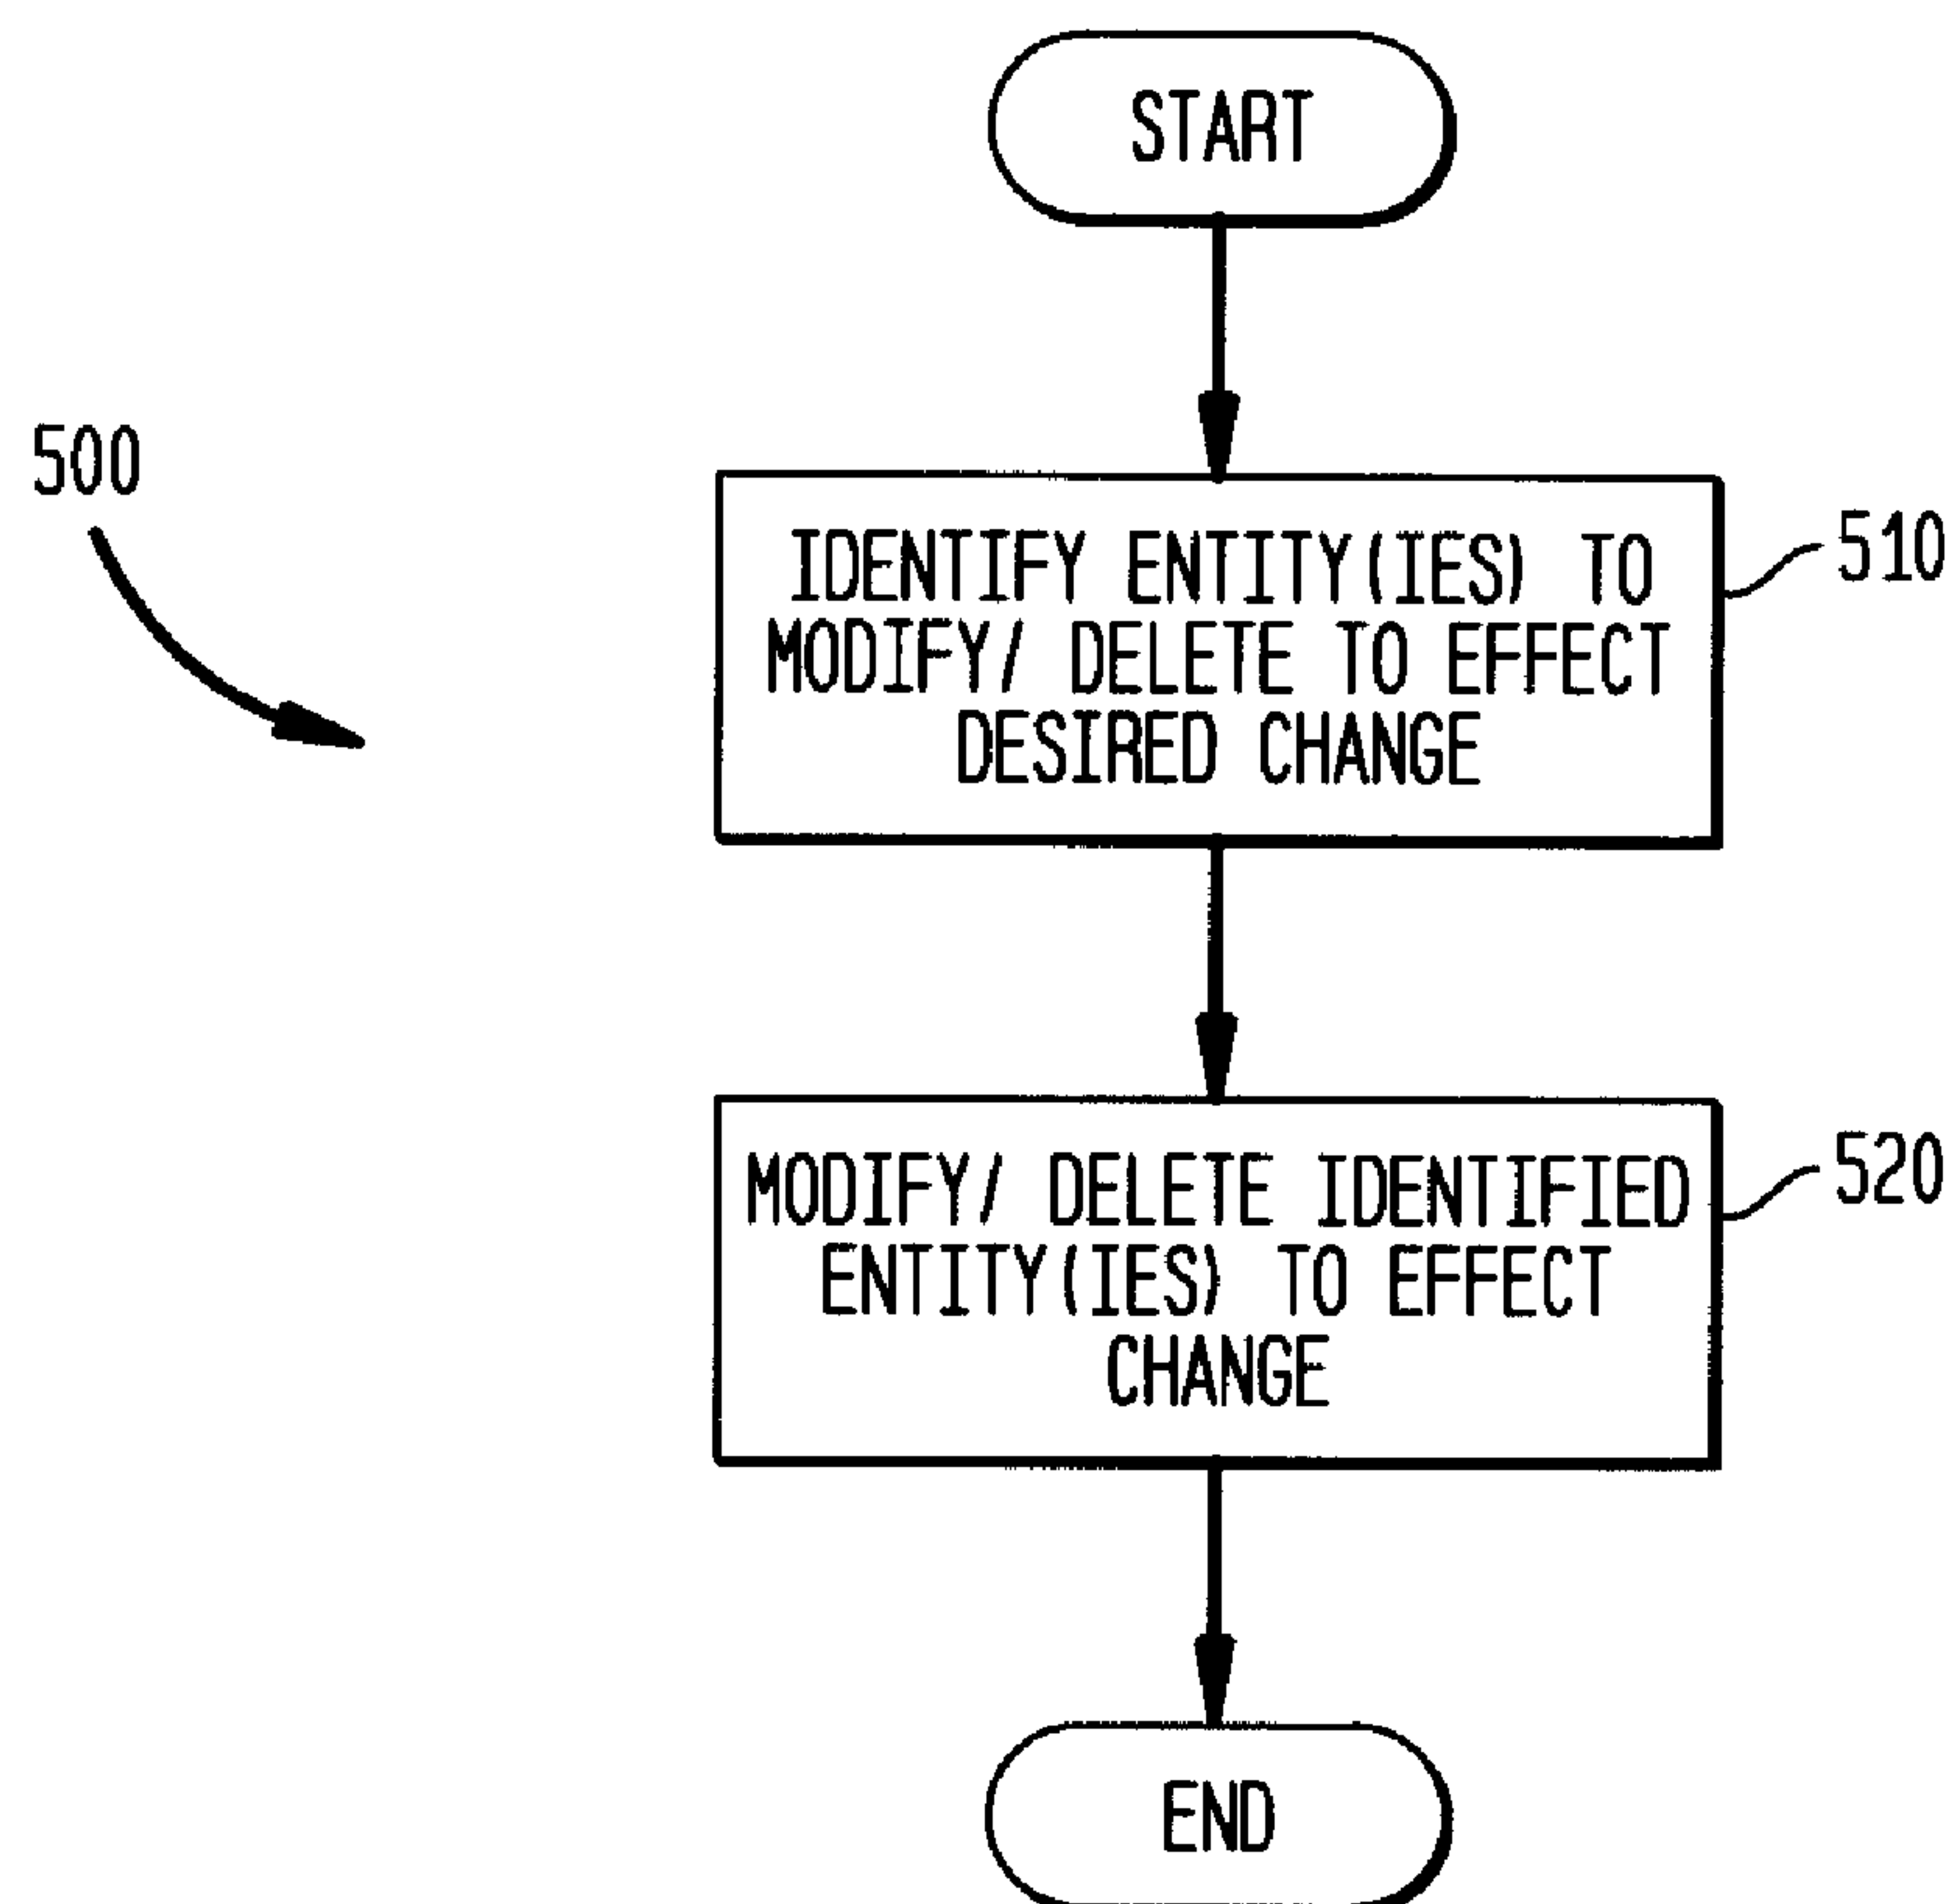 START
500
IDENTIFY ENTITY(IES) TO
MODIFY/ DELETE TO EFFECT
DESIRED CHANGE
510
MODIFY/ DELETE IDENTIFIED
ENTITY(IES) TO EFFECT
CHANGE
520
END